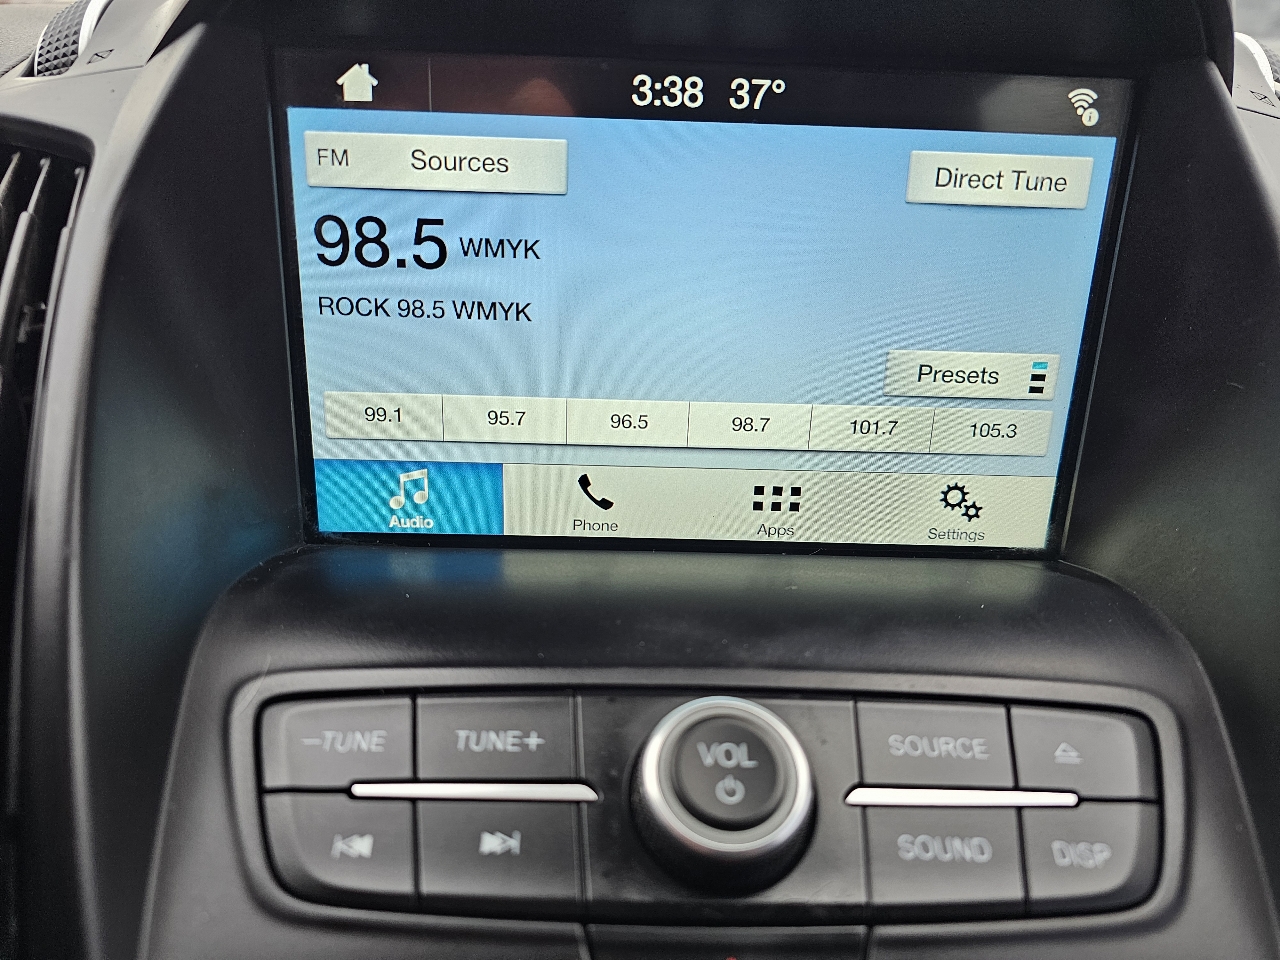 3:38 37°
FM Sources
Direct Tune
98.5 WMYK
ROCK 98.5 WMYK
Presets
99.1 95.7 96.5 98.7 101.7 105.3
Audio Phone Apps Settings
-TUNE TUNE+ VOL SOURCE
SOUND DISP